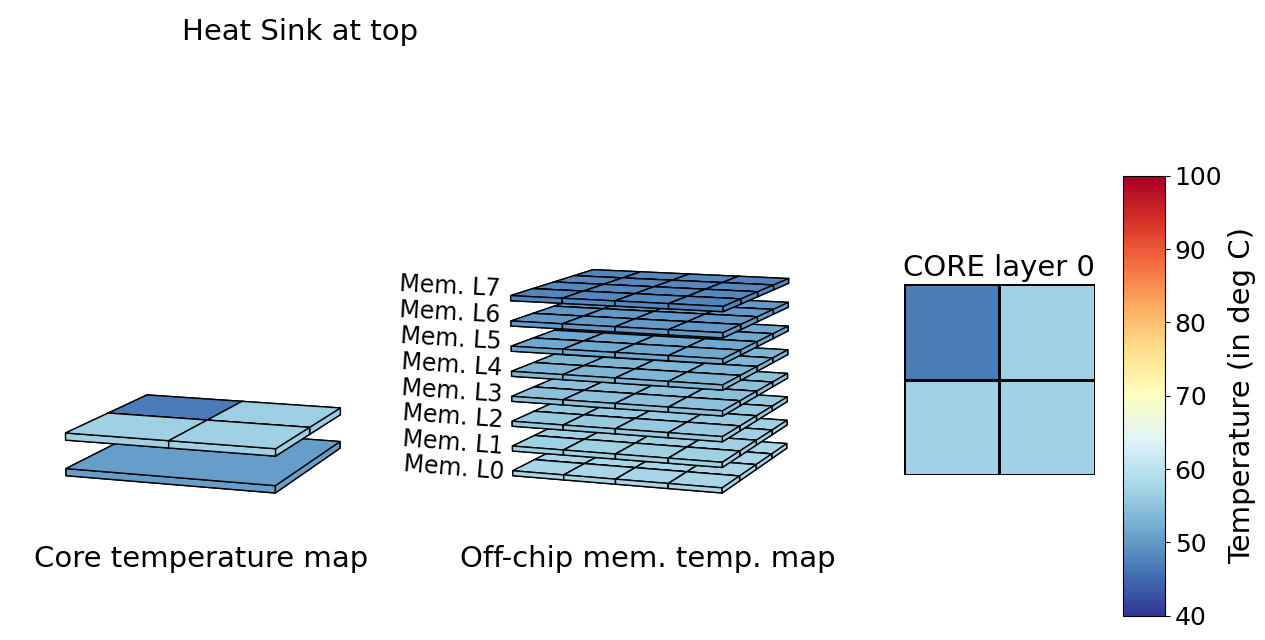 Heat Sink at top
Mem. L7
Mem. L6
Mem. L5
Mem. L4
Mem. L3
Mem. L2
Mem. L1
Mem. L0
Core temperature map
Off-chip mem. temp. map
CORE layer 0
100
90
80
70
60
50
40
Temperature (in deg C)